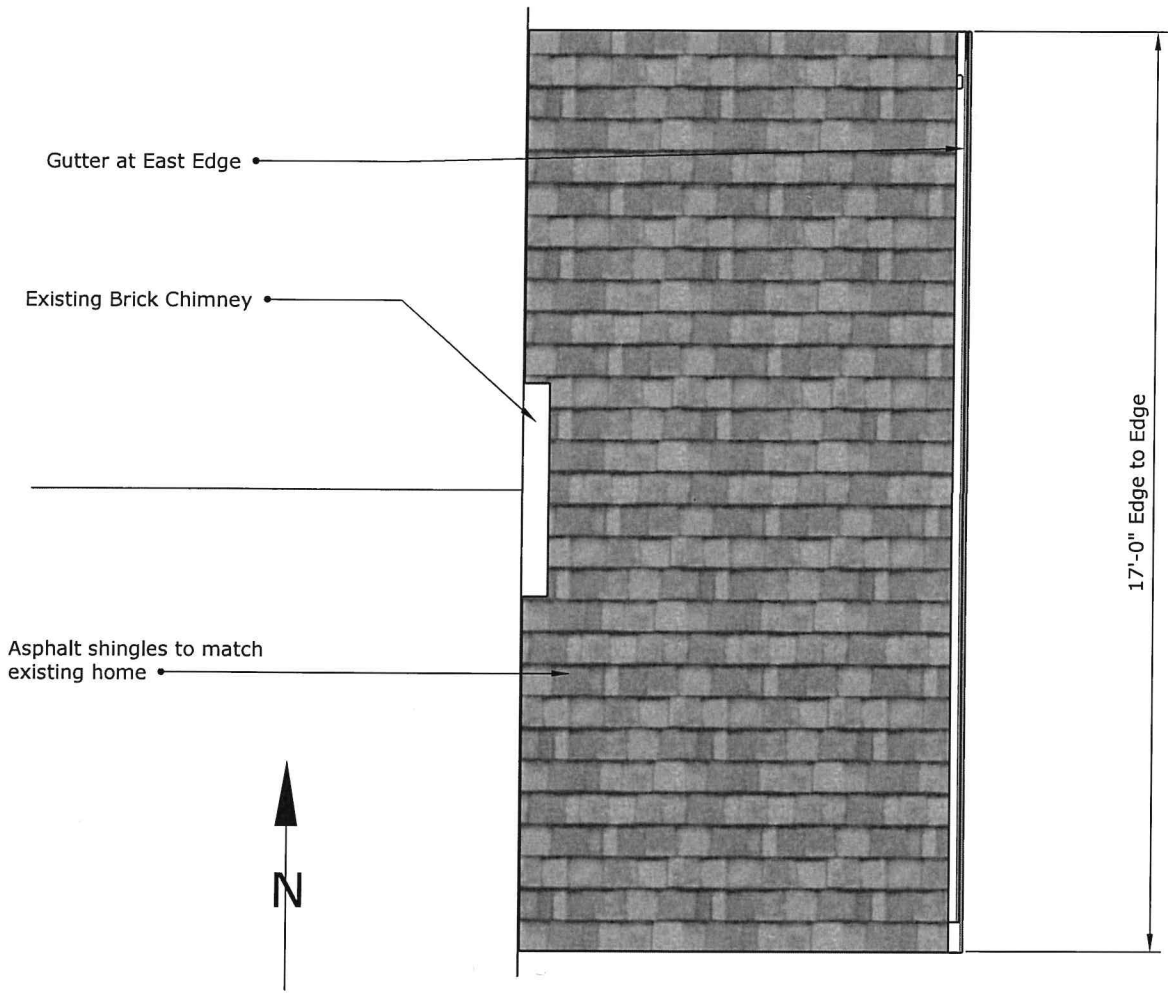 Gutter at East Edge
Existing Brick Chimney
17'-0" Edge to Edge
Asphalt shingles to match
existing home
N